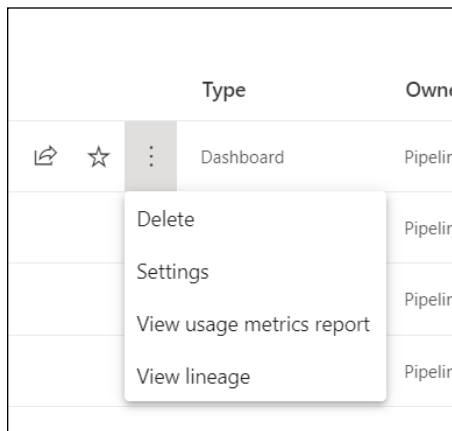 Type Owne
Dashboard Pipelin
Delete
Pipelin
Settings
Pipelin
View usage metrics report
View lineage
Pipelin